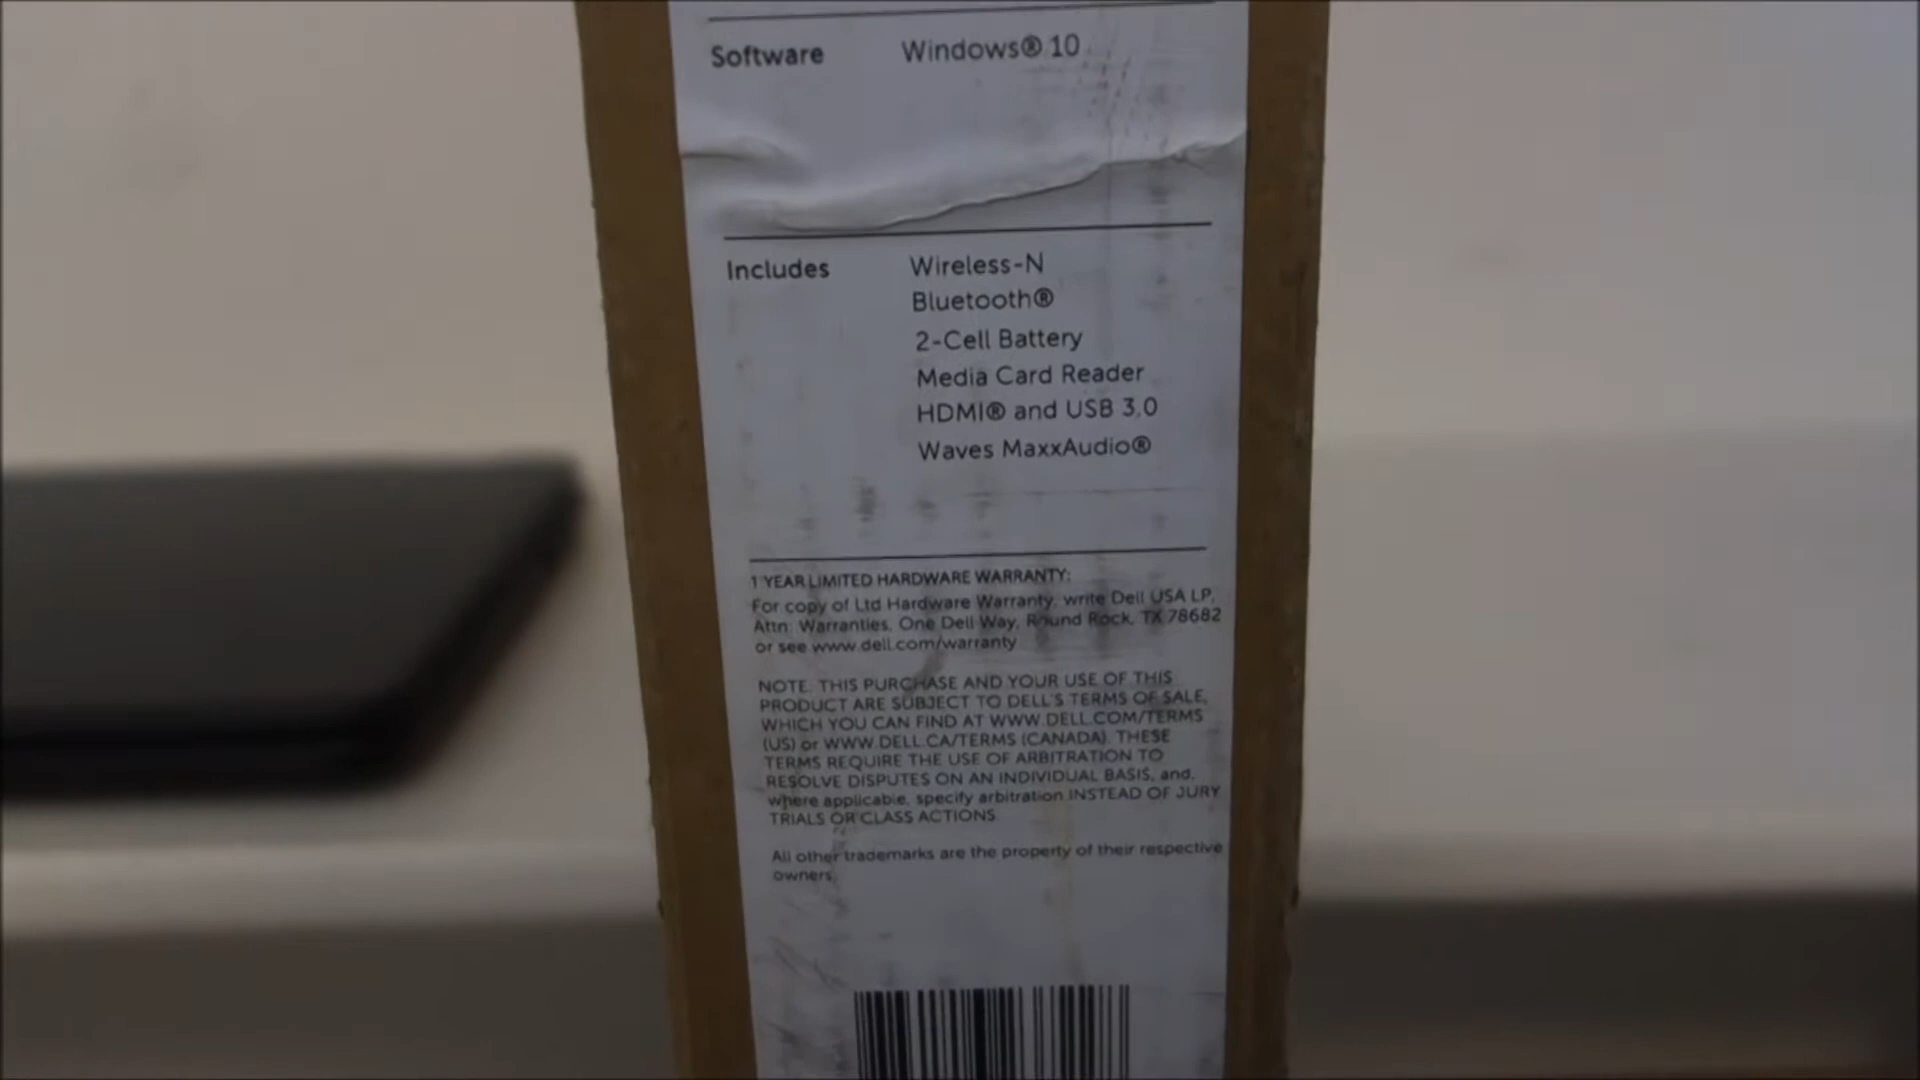 Software Windows® 10
Includes Wireless-N
Bluetooth®
2-Cell Battery
Media Card Reader
HDMI® and USB 3.0
Waves MaxxAudio®
1 YEAR LIMITED HARDWARE WARRANTY:
For copy of Ltd Hardware Warranty, write Dell USA LP,
Attn: Warranties, One Dell Way, Round Rock, TX 78682
or see www.dell.com/warranty
NOTE: THIS PURCHASE AND YOUR USE OF THIS
PRODUCT ARE SUBJECT TO DELL'S TERMS OF SALE,
WHICH YOU CAN FIND AT WWW.DELL.COM/TERMS
(US) or WWW.DELL.CA/TERMS (CANADA). THESE
TERMS REQUIRE THE USE OF ARBITRATION TO
RESOLVE DISPUTES ON AN INDIVIDUAL BASIS, and,
where applicable, specify arbitration INSTEAD OF JURY
TRIALS OR CLASS ACTIONS.
All other trademarks are the property of their respective
owners.